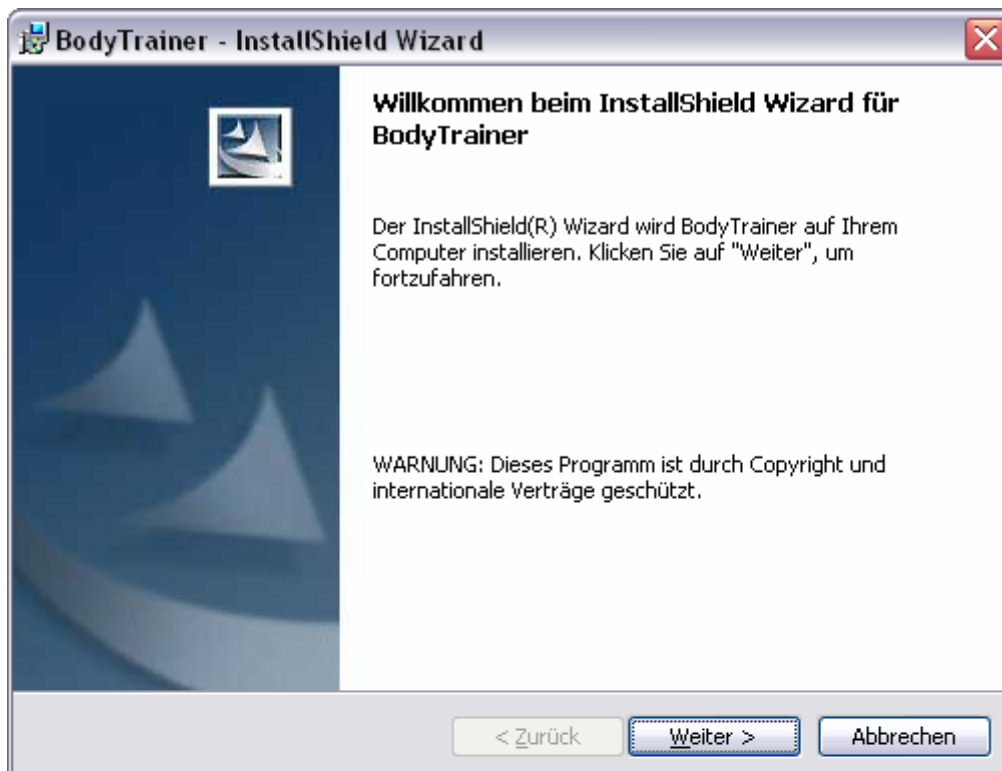 BodyTrainer - InstallShield Wizard
Willkommen beim InstallShield Wizard für
BodyTrainer
Der InstallShield(R) Wizard wird BodyTrainer auf Ihrem
Computer installieren. Klicken Sie auf "Weiter", um
fortzufahren.
WARNUNG: Dieses Programm ist durch Copyright und
internationale Verträge geschützt.
< Zurück Weiter > Abbrechen